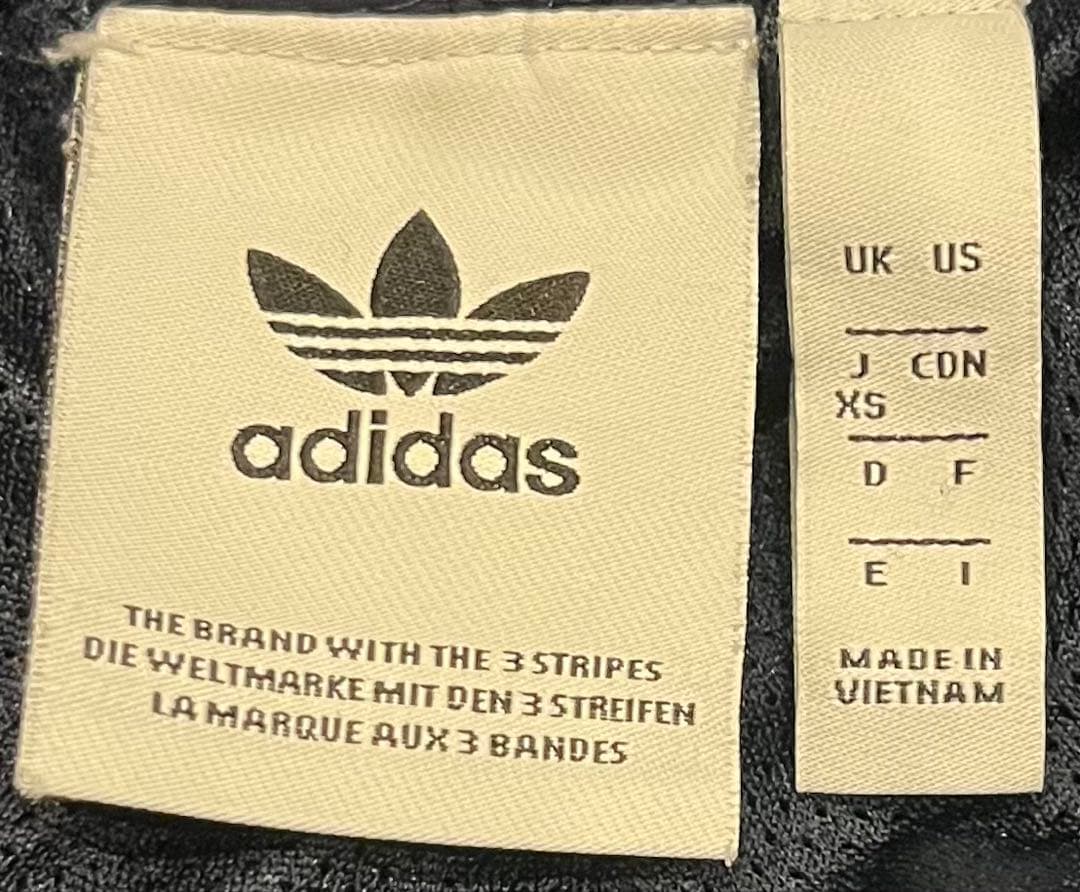 adidas
THE BRAND WITH THE 3 STRIPES
DIE WELTMARKE MIT DEN 3 STREIFEN
LA MARQUE AUX 3 BANDES
UK US
J CDN
XS
D F
E I
MADE IN
VIETNAM